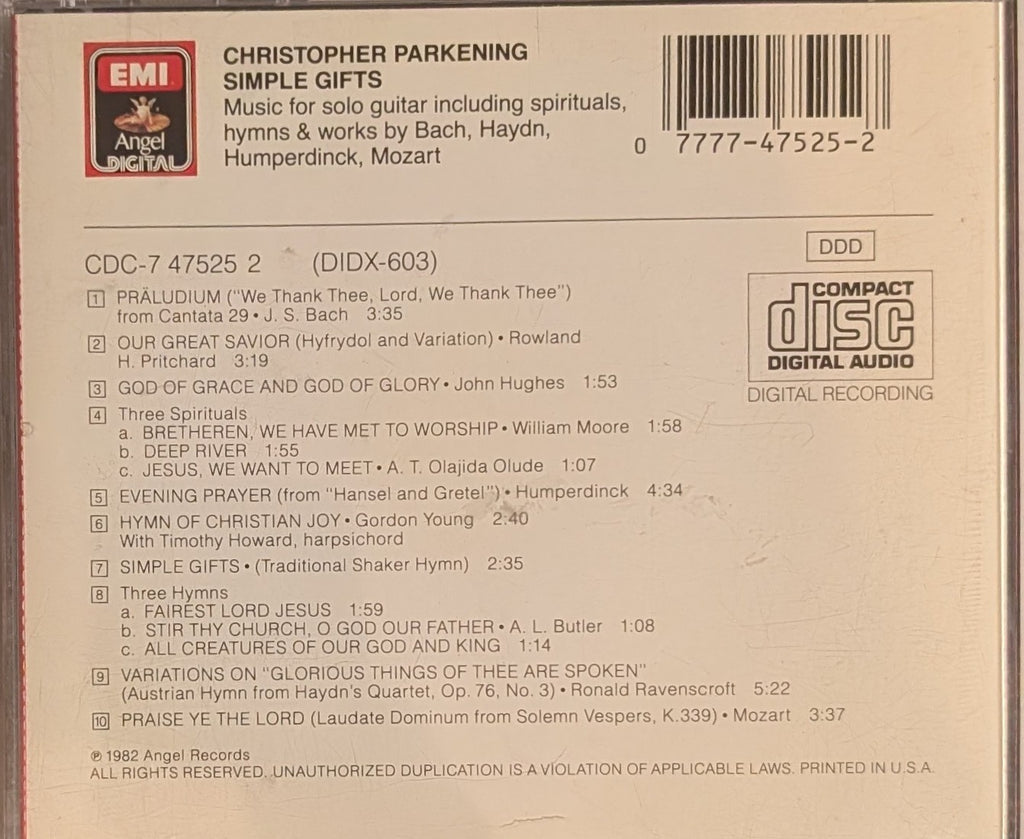 EMI
Angel
DIGITAL
CHRISTOPHER PARKENING
SIMPLE GIFTS
Music for solo guitar including spirituals,
hymns & works by Bach, Haydn,
Humperdinck, Mozart
0 7777-47525-2
CDC-7 47525 2 (DIDX-603)
DDD
COMPACT
disc
DIGITAL AUDIO
DIGITAL RECORDING
1 PRÄLUDIUM ("We Thank Thee, Lord, We Thank Thee")
from Cantata 29 • J. S. Bach 3:35
2 OUR GREAT SAVIOR (Hyfrydol and Variation) • Rowland
H. Pritchard 3:19
3 GOD OF GRACE AND GOD OF GLORY • John Hughes 1:53
4 Three Spirituals
a. BRETHEREN, WE HAVE MET TO WORSHIP • William Moore 1:58
b. DEEP RIVER 1:55
c. JESUS, WE WANT TO MEET • A. T. Olajida Olude 1:07
5 EVENING PRAYER (from "Hansel and Gretel") • Humperdinck 4:34
6 HYMN OF CHRISTIAN JOY • Gordon Young 2:40
With Timothy Howard, harpsichord
7 SIMPLE GIFTS • (Traditional Shaker Hymn) 2:35
8 Three Hymns
a. FAIREST LORD JESUS 1:59
b. STIR THY CHURCH, O GOD OUR FATHER • A. L. Butler 1:08
c. ALL CREATURES OF OUR GOD AND KING 1:14
9 VARIATIONS ON "GLORIOUS THINGS OF THEE ARE SPOKEN"
(Austrian Hymn from Haydn's Quartet, Op. 76, No. 3) • Ronald Ravenscroft 5:22
10 PRAISE YE THE LORD (Laudate Dominum from Solemn Vespers, K.339) • Mozart 3:37
℗ 1982 Angel Records
ALL RIGHTS RESERVED. UNAUTHORIZED DUPLICATION IS A VIOLATION OF APPLICABLE LAWS. PRINTED IN U.S.A.